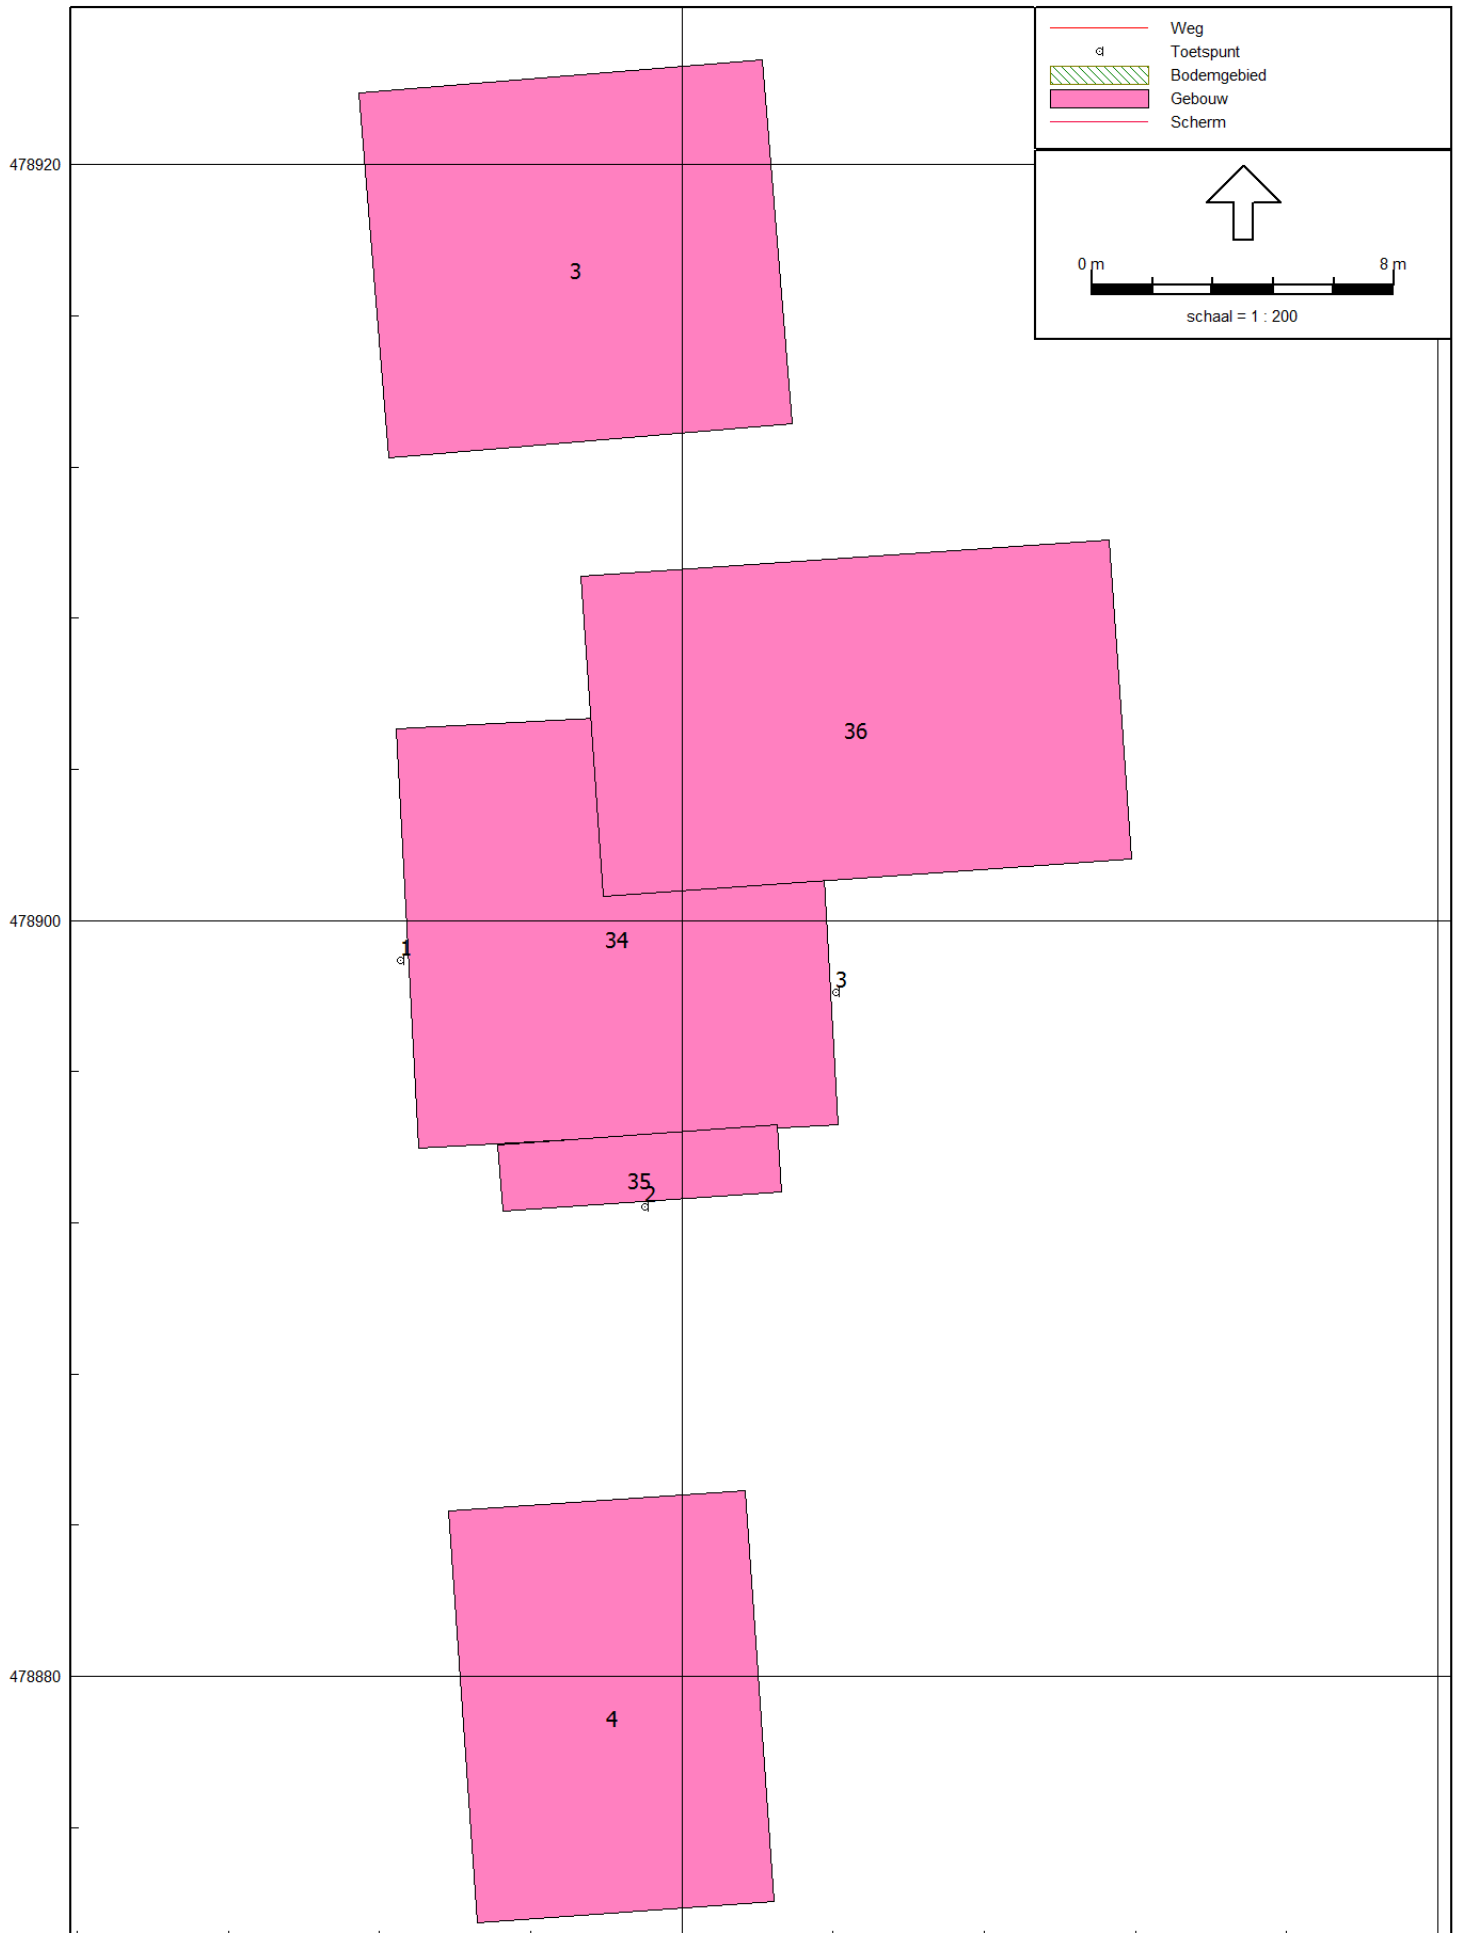 Weg
Toetspunt
Bodemgebied
Gebouw
Scherm
478920
0 m 8 m
schaal = 1 : 200
3
36
478900
34
1
3
35
2
478880
4